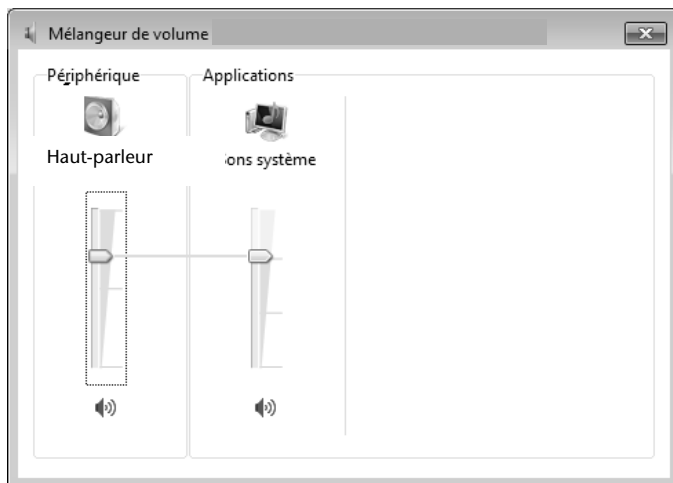 Mélangeur de volume
Périphérique
Applications
Haut-parleur
ons système